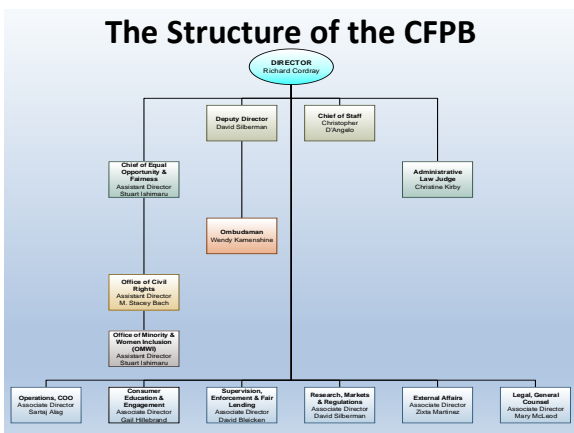 The Structure of the CFPB
DIRECTOR
Richard Cordray
Deputy Director
David Silberman
Chief of Staff
Christopher
D'Angelo
Chief of Equal
Opportunity &
Fairness
Assistant Director
Stuart Ishimaru
Administrative
Law Judge
Christine Kirby
Ombudsman
Wendy Kamenshine
Office of Civil
Rights
Assistant Director
M. Stacey Bach
Office of Minority &
Women Inclusion
(OMWI)
Assistant Director
Stuart Ishimaru
Operations, COO
Associate Director
Sartaj Alag
Consumer
Education &
Engagement
Associate Director
Gail Hillebrand
Supervision,
Enforcement & Fair
Lending
Associate Director
David Bleicken
Research, Markets
& Regulations
Associate Director
David Silberman
External Affairs
Associate Director
Zixta Martinez
Legal, General
Counsel
Associate Director
Mary McLeod